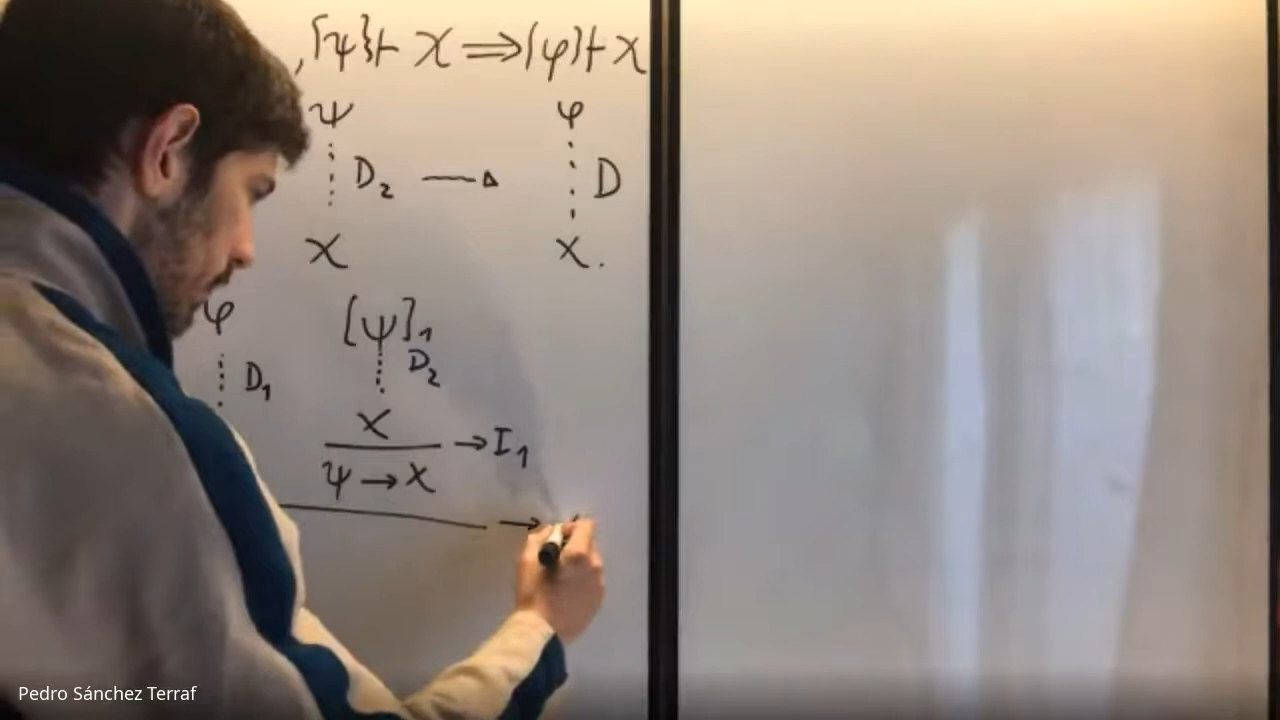 , {ψ} ⊢ χ ⟹ {φ} ⊢ χ
ψ φ
D₂ —▷ D
χ χ.
φ [ψ]₁
D₁ D₂
χ
→I₁
ψ → χ
→
Pedro Sánchez Terraf